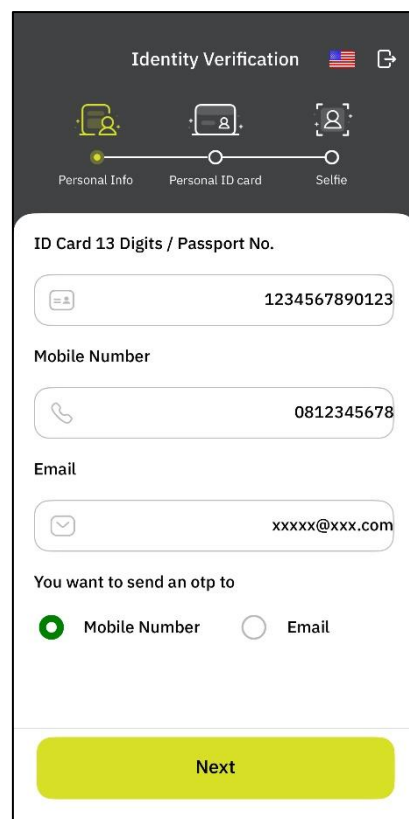 Identity Verification
Personal Info Personal ID card Selfie
ID Card 13 Digits / Passport No.
1234567890123
Mobile Number
0812345678
Email
xxxxx@xxx.com
You want to send an otp to
Mobile Number Email
Next